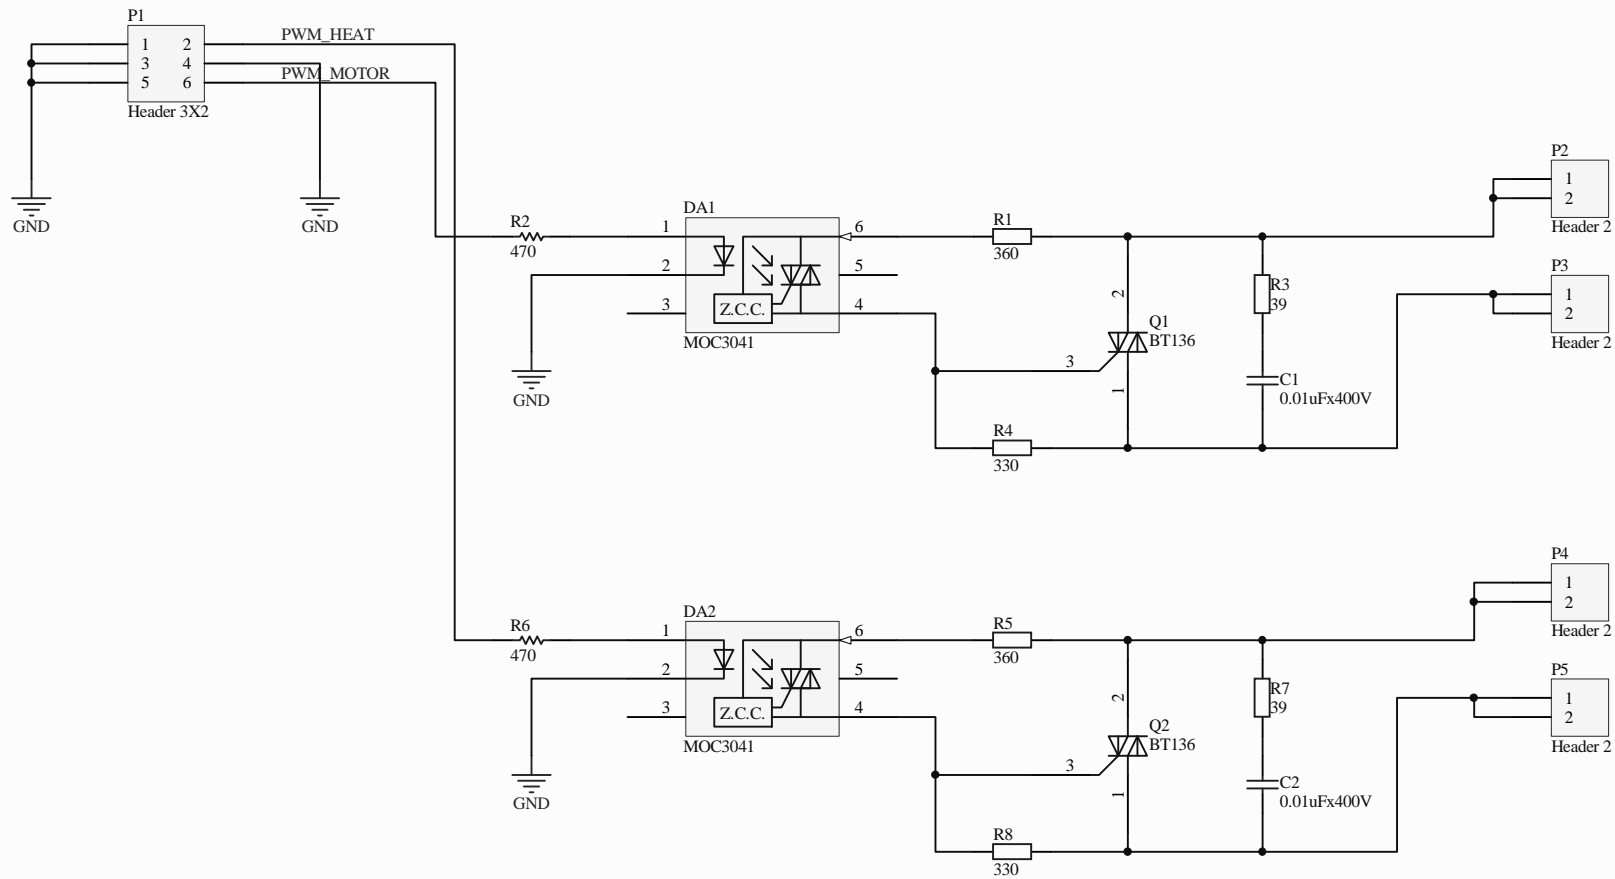 P1
1 2
3 4
5 6
Header 3X2
PWM_HEAT
PWM_MOTOR
GND
GND
R2
470
DA1
1
2
3
Z.C.C.
6
5
4
MOC3041
GND
R1
360
2
3
1
Q1
BT136
R3
39
C1
0.01uFx400V
R4
330
P2
1
2
Header 2
P3
1
2
Header 2
R6
470
DA2
1
2
3
Z.C.C.
6
5
4
MOC3041
GND
R5
360
2
3
1
Q2
BT136
R7
39
C2
0.01uFx400V
R8
330
P4
1
2
Header 2
P5
1
2
Header 2